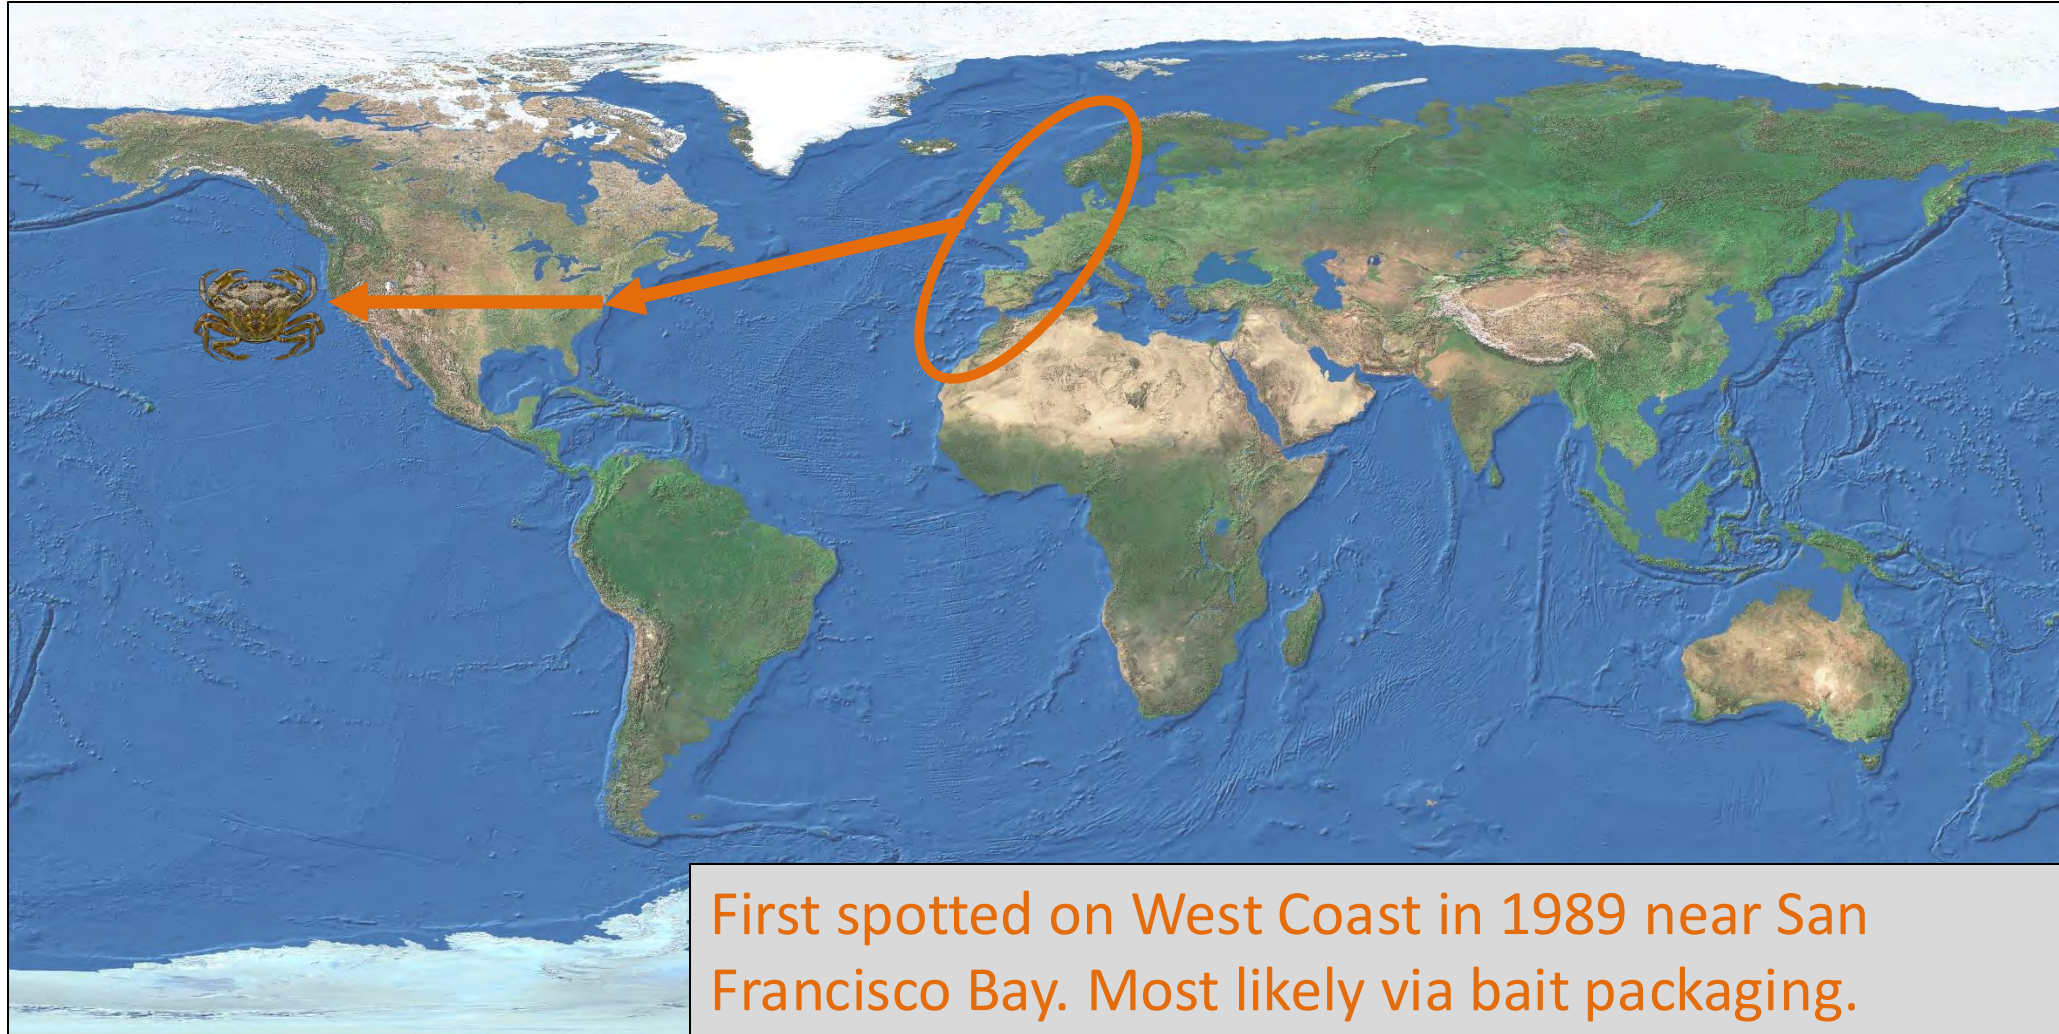 First spotted on West Coast in 1989 near San
Francisco Bay. Most likely via bait packaging.